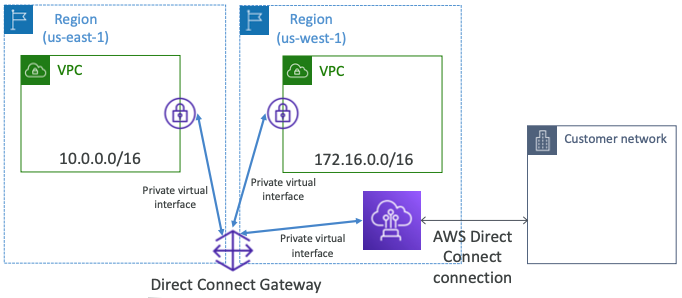 Region
(us-east-1)
Region
(us-west-1)
VPC
VPC
Customer network
10.0.0.0/16
172.16.0.0/16
Private virtual
interface
Private virtual
interface
Private virtual
interface
AWS Direct
Connect
connection
Direct Connect Gateway